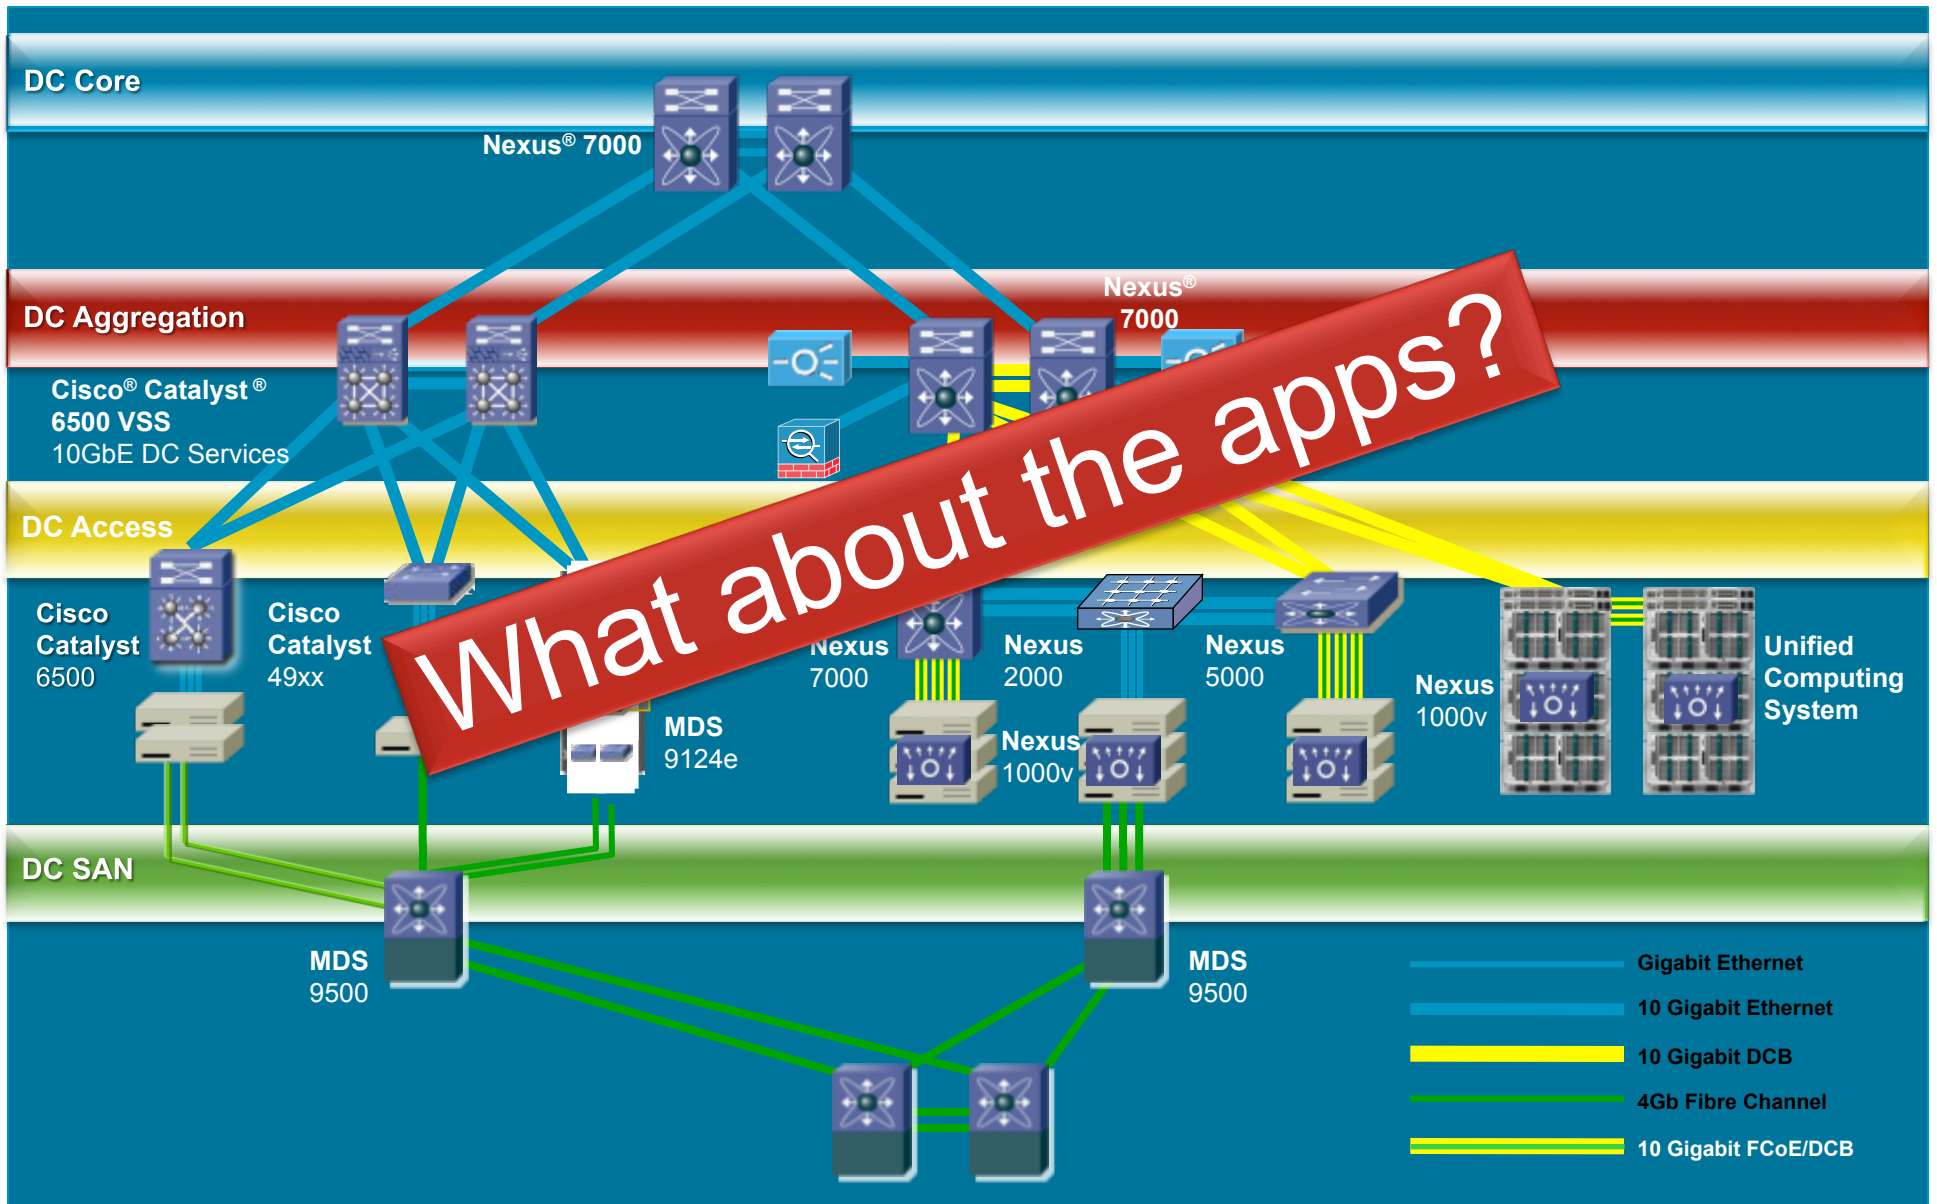 DC Core
Nexus® 7000
DC Aggregation
Nexus®
7000
Cisco® Catalyst ®
6500 VSS
10GbE DC Services
What about the apps?
DC Access
Cisco
Catalyst
6500
Cisco
Catalyst
49xx
MDS
9124e
Nexus
7000
Nexus
2000
Nexus
5000
Nexus
1000v
Nexus
1000v
Unified
Computing
System
DC SAN
MDS
9500
MDS
9500
Gigabit Ethernet
10 Gigabit Ethernet
10 Gigabit DCB
4Gb Fibre Channel
10 Gigabit FCoE/DCB